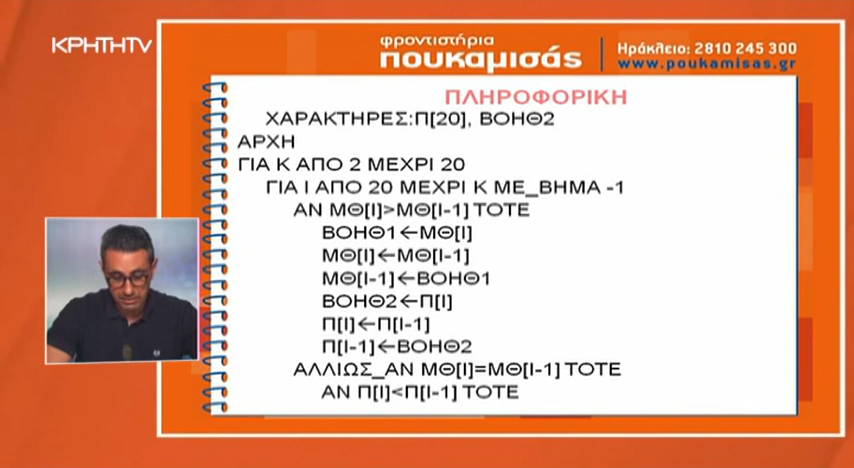 ΚΡΗΤΗTV
φροντιστήρια
πουκαμισάς
Ηράκλειο: 2810 245 300
www.poukamisas.gr
ΠΛΗΡΟΦΟΡΙΚΗ
ΧΑΡΑΚΤΗΡΕΣ:Π[20], ΒΟΗΘ2
ΑΡΧΗ
ΓΙΑ Κ ΑΠΟ 2 ΜΕΧΡΙ 20
ΓΙΑ Ι ΑΠΟ 20 ΜΕΧΡΙ Κ ΜΕ_ΒΗΜΑ -1
ΑΝ ΜΘ[Ι]>ΜΘ[Ι-1] ΤΟΤΕ
ΒΟΗΘ1←ΜΘ[Ι]
ΜΘ[Ι]←ΜΘ[Ι-1]
ΜΘ[Ι-1]←ΒΟΗΘ1
ΒΟΗΘ2←Π[Ι]
Π[Ι]←Π[Ι-1]
Π[Ι-1]←ΒΟΗΘ2
ΑΛΛΙΩΣ_ΑΝ ΜΘ[Ι]=ΜΘ[Ι-1] ΤΟΤΕ
ΑΝ Π[Ι]<Π[Ι-1] ΤΟΤΕ